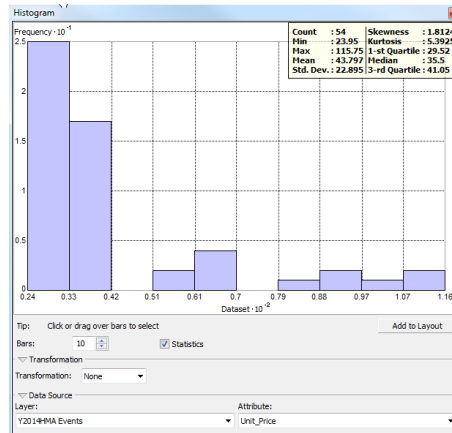 Histogram
Frequency · 10⁻¹
Count : 54 Skewness : 1.8124
Min : 23.95 Kurtosis : 5.3925
Max : 115.75 1-st Quartile : 29.52
Mean : 43.797 Median : 35.5
Std. Dev. : 22.895 3-rd Quartile : 41.05
2.5
2
1.5
1
0.5
0
0.24 0.33 0.42 0.51 0.61 0.7 0.79 0.88 0.97 1.07 1.16
Dataset · 10⁻²
Tip: Click or drag over bars to select Add to Layout
Bars: 10 Statistics
Transformation
Transformation: None
Data Source
Layer: Attribute:
Y2014HMA Events Unit_Price